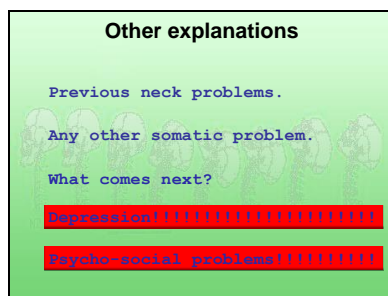 Other explanations
Previous neck problems.
Any other somatic problem.
What comes next?
Depression!!!!!!!!!!!!!!!!!!!!!!
Psycho-social problems!!!!!!!!!!